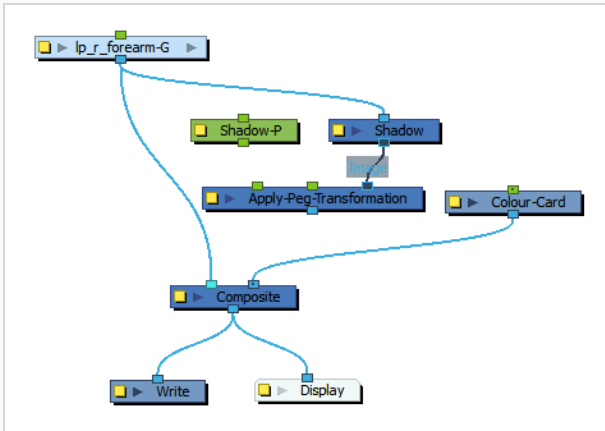 lp_r_forearm-G
Shadow-P
Shadow
Image
Apply-Peg-Transformation
Colour-Card
Composite
Write
Display